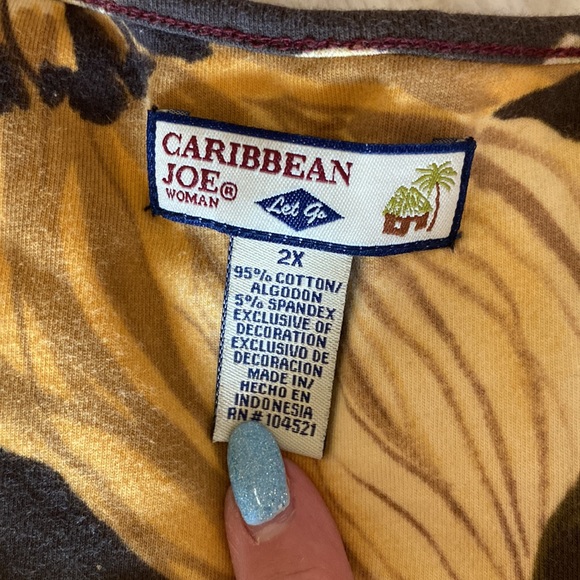 CARIBBEAN
JOE®
WOMAN
Let Go
2X
95% COTTON/
ALGODON
5% SPANDEX
EXCLUSIVE OF
DECORATION
EXCLUSIVO DE
DECORACION
MADE IN/
HECHO EN
INDONESIA
RN# 104521